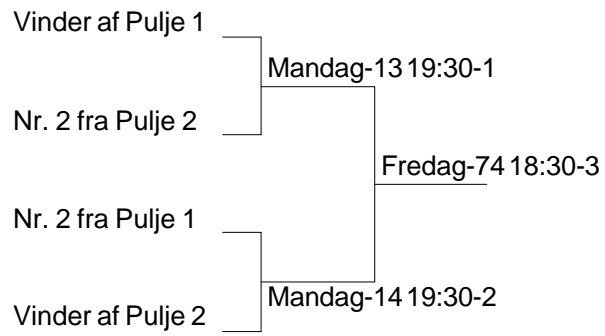 Vinder af Pulje 1
Mandag-13 19:30-1
Nr. 2 fra Pulje 2
Fredag-74 18:30-3
Nr. 2 fra Pulje 1
Mandag-14 19:30-2
Vinder af Pulje 2